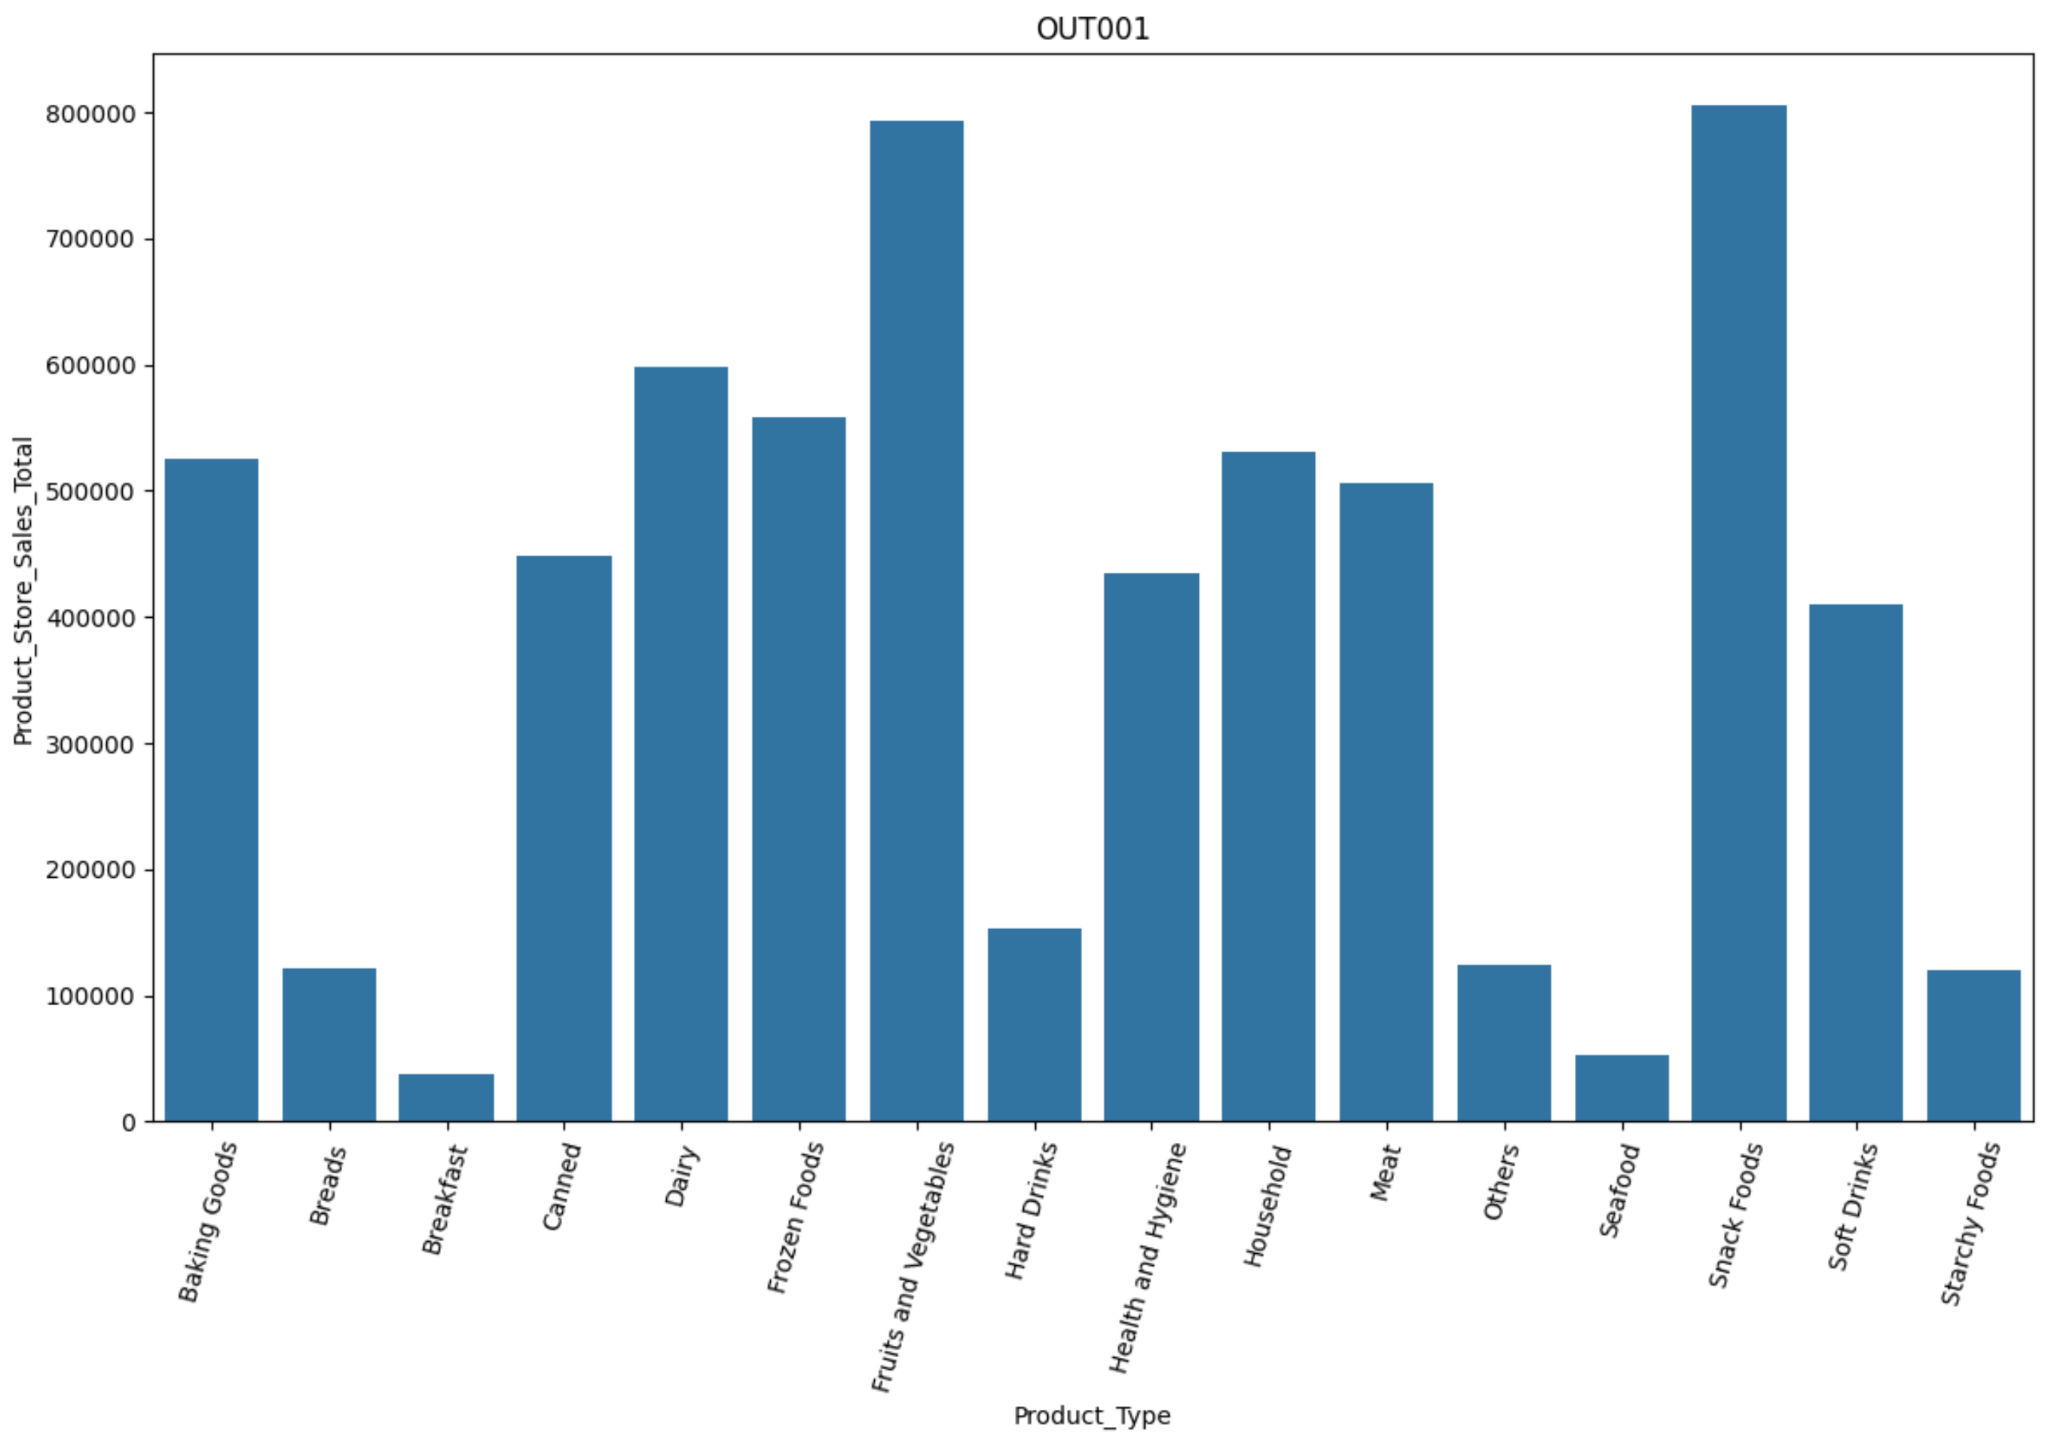 OUT001
Product_Store_Sales_Total
800000
700000
600000
500000
400000
300000
200000
100000
0
Baking Goods
Breads
Breakfast
Canned
Dairy
Frozen Foods
Fruits and Vegetables
Hard Drinks
Health and Hygiene
Household
Meat
Others
Seafood
Snack Foods
Soft Drinks
Starchy Foods
Product_Type